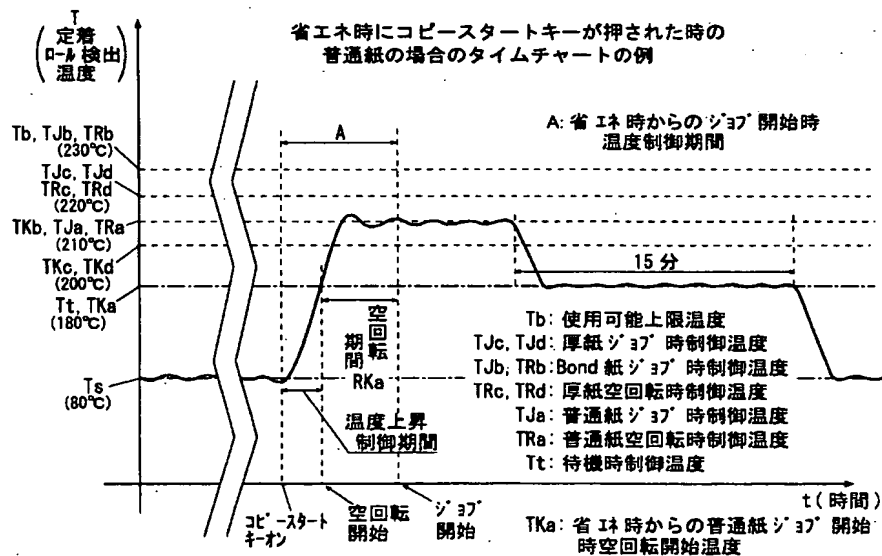 T
定着
ロール検出
温度
省エネ時にコピースタートキーが押された時の
普通紙の場合のタイムチャートの例
A
A: 省エネ時からのジョブ開始時
温度制御期間
Tb, TJb, TRb
(230℃)
TJc, TJd
TRc, TRd
(220℃)
TKb, TJa, TRa
(210℃)
TKc, TKd
(200℃)
Tt, TKa
(180℃)
Ts
(80℃)
15分
空回転
期間
RKa
温度上昇
制御期間
Tb: 使用可能上限温度
TJc, TJd: 厚紙ジョブ時制御温度
TJb, TRb: Bond紙ジョブ時制御温度
TRc, TRd: 厚紙空回転時制御温度
TJa: 普通紙ジョブ時制御温度
TRa: 普通紙空回転時制御温度
Tt: 待機時制御温度
t(時間)
コピースタート
キーオン
空回転
開始
ジョブ
開始
TKa: 省エネ時からの普通紙ジョブ開始
時空回転開始温度